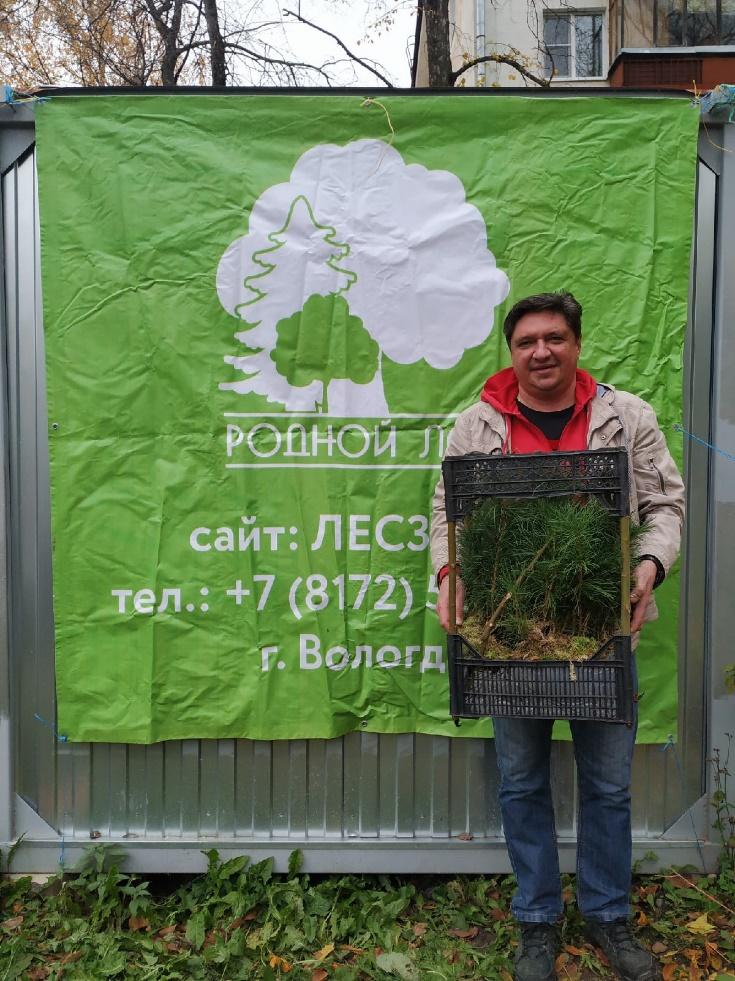 РОДНОЙ Л
сайт: ЛЕСЗ
тел.: +7 (8172) 5
г. Вологд